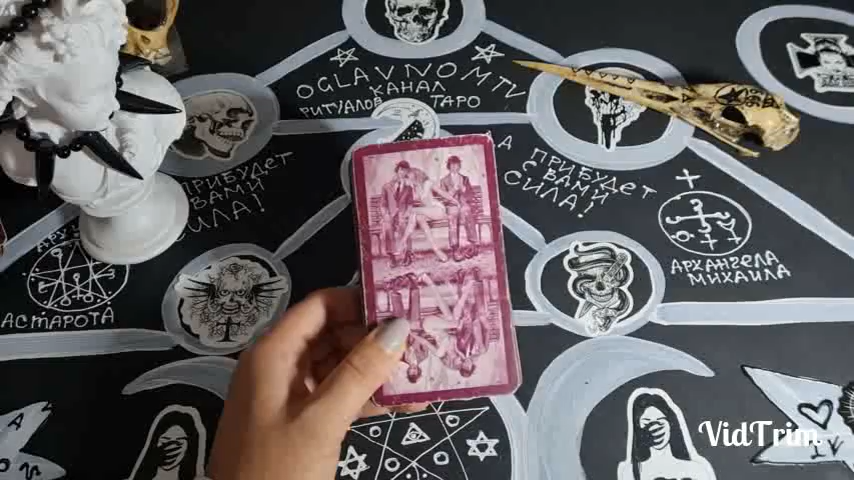 OGLAVNOMTV
КАНАЛ
РИТУАЛОВ ТАРО
ПРИБУДЕТ
С ВАМИ
СИЛА!
А
ПРИБУДЕТ
С ВАМИ
СИЛА!
АСТАРОТА
АРХАНГЕЛА
МИХАИЛА
VidTrim